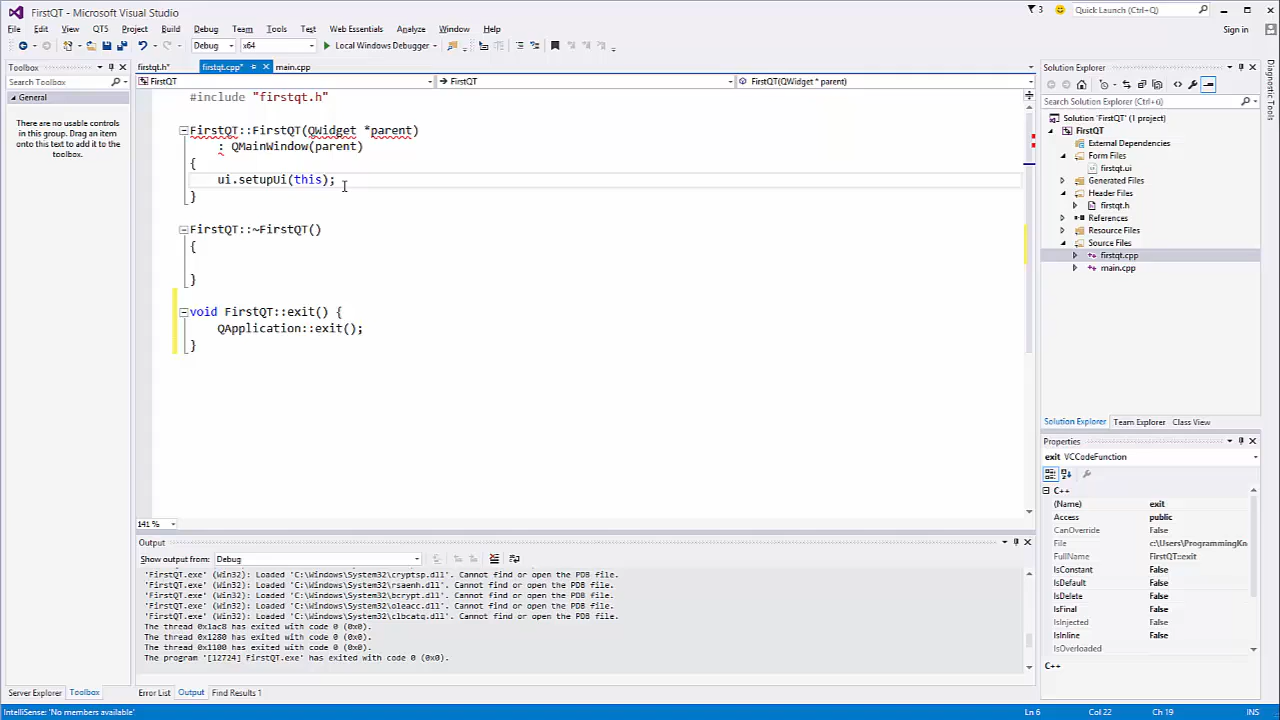 FirstQT - Microsoft Visual Studio
3
Quick Launch (Ctrl+Q)
File Edit View QT5 Project Build Debug Team Tools Test Web Essentials Analyze Window Help
Sign in
Debug x64 Local Windows Debugger
Toolbox
Search Toolbox
General
There are no usable controls
in this group. Drag an item
onto this text to add it to the
toolbox.
firstqt.h* firstqt.cpp* main.cpp
FirstQT FirstQT FirstQT(QWidget * parent)
#include "firstqt.h"
FirstQT::FirstQT(QWidget *parent)
: QMainWindow(parent)
{
ui.setupUi(this);
}
FirstQT::~FirstQT()
{
}
void FirstQT::exit() {
QApplication::exit();
}
141 %
Solution Explorer
Search Solution Explorer (Ctrl+ü)
Solution 'FirstQT' (1 project)
FirstQT
External Dependencies
Form Files
firstqt.ui
Generated Files
Header Files
firstqt.h
References
Resource Files
Source Files
firstqt.cpp
main.cpp
Solution Explorer Team Explorer Class View
Diagnostic Tools
Properties
exit VCCodeFunction
C++
(Name) exit
Access public
CanOverride False
File c:\Users\ProgrammingKn
FullName FirstQT::exit
IsConstant False
IsDefault False
IsDelete False
IsFinal False
IsInjected False
IsInline False
IsOverloaded False
C++
Output
Show output from: Debug
'FirstQT.exe' (Win32): Loaded 'C:\Windows\System32\cryptsp.dll'. Cannot find or open the PDB file.
'FirstQT.exe' (Win32): Loaded 'C:\Windows\System32\rsaenh.dll'. Cannot find or open the PDB file.
'FirstQT.exe' (Win32): Loaded 'C:\Windows\System32\bcrypt.dll'. Cannot find or open the PDB file.
'FirstQT.exe' (Win32): Loaded 'C:\Windows\System32\oleacc.dll'. Cannot find or open the PDB file.
'FirstQT.exe' (Win32): Loaded 'C:\Windows\System32\clbcatq.dll'. Cannot find or open the PDB file.
The thread 0x1ac8 has exited with code 0 (0x0).
The thread 0x1280 has exited with code 0 (0x0).
The thread 0x1180 has exited with code 0 (0x0).
The program '[12724] FirstQT.exe' has exited with code 0 (0x0).
Server Explorer Toolbox
Error List Output Find Results 1
IntelliSense: 'No members available'
Ln 6 Col 22 Ch 19 INS